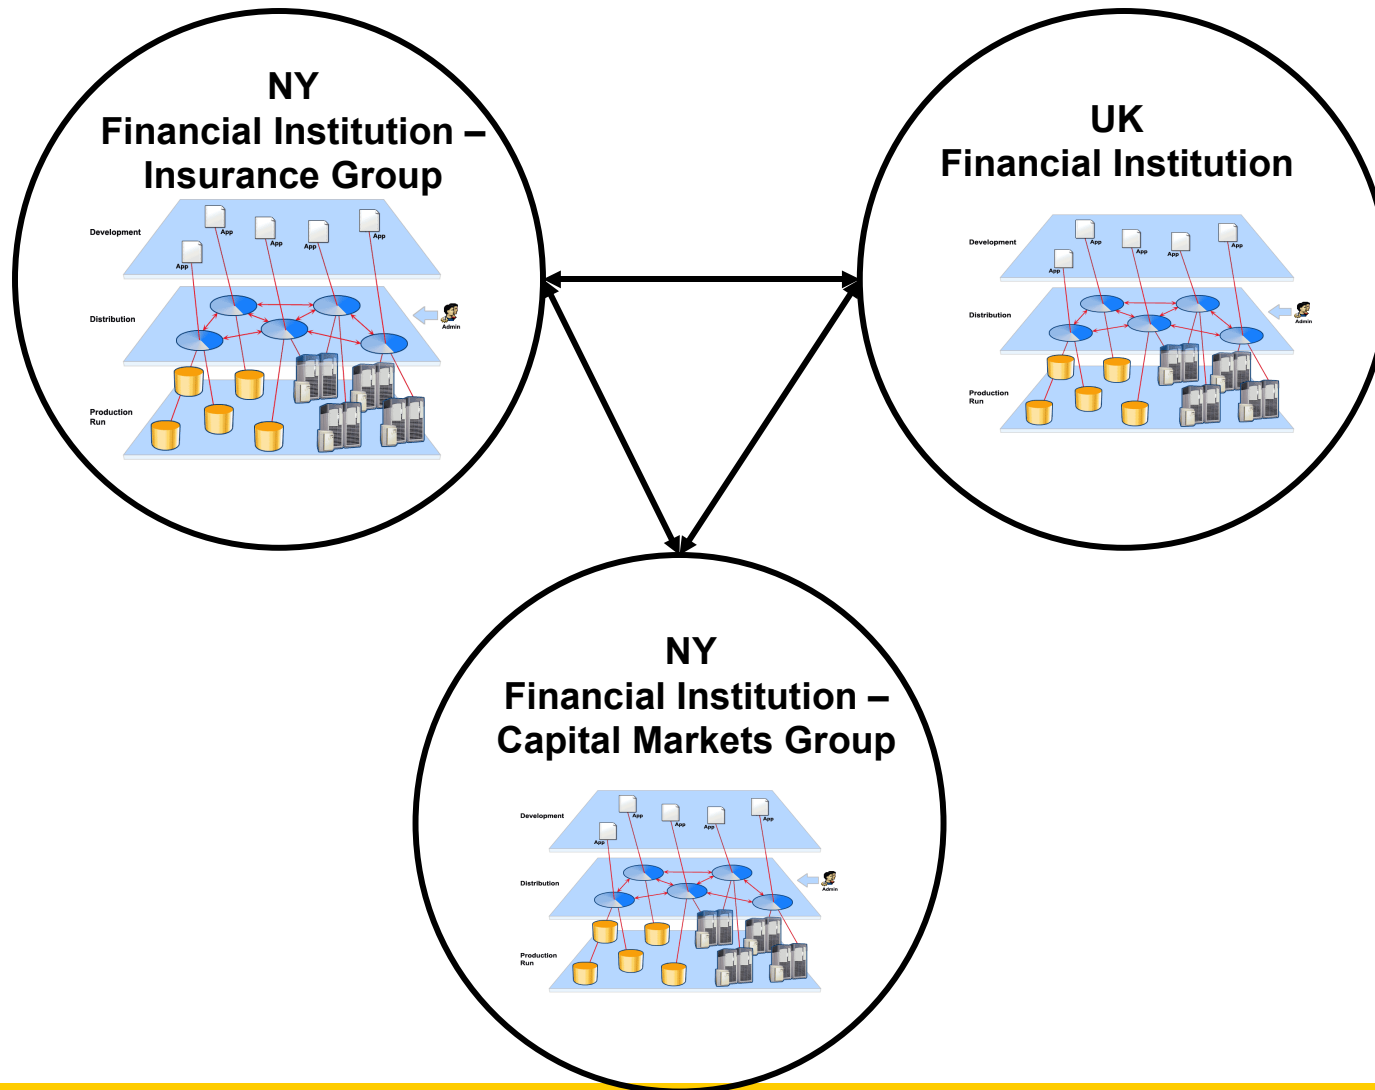 NY
Financial Institution –
Insurance Group
Development
App
App
App
App
App
Distribution
Admin
Production
Run
UK
Financial Institution
Development
App
App
App
App
App
Distribution
Admin
Production
Run
NY
Financial Institution –
Capital Markets Group
Development
App
App
App
App
App
Distribution
Admin
Production
Run